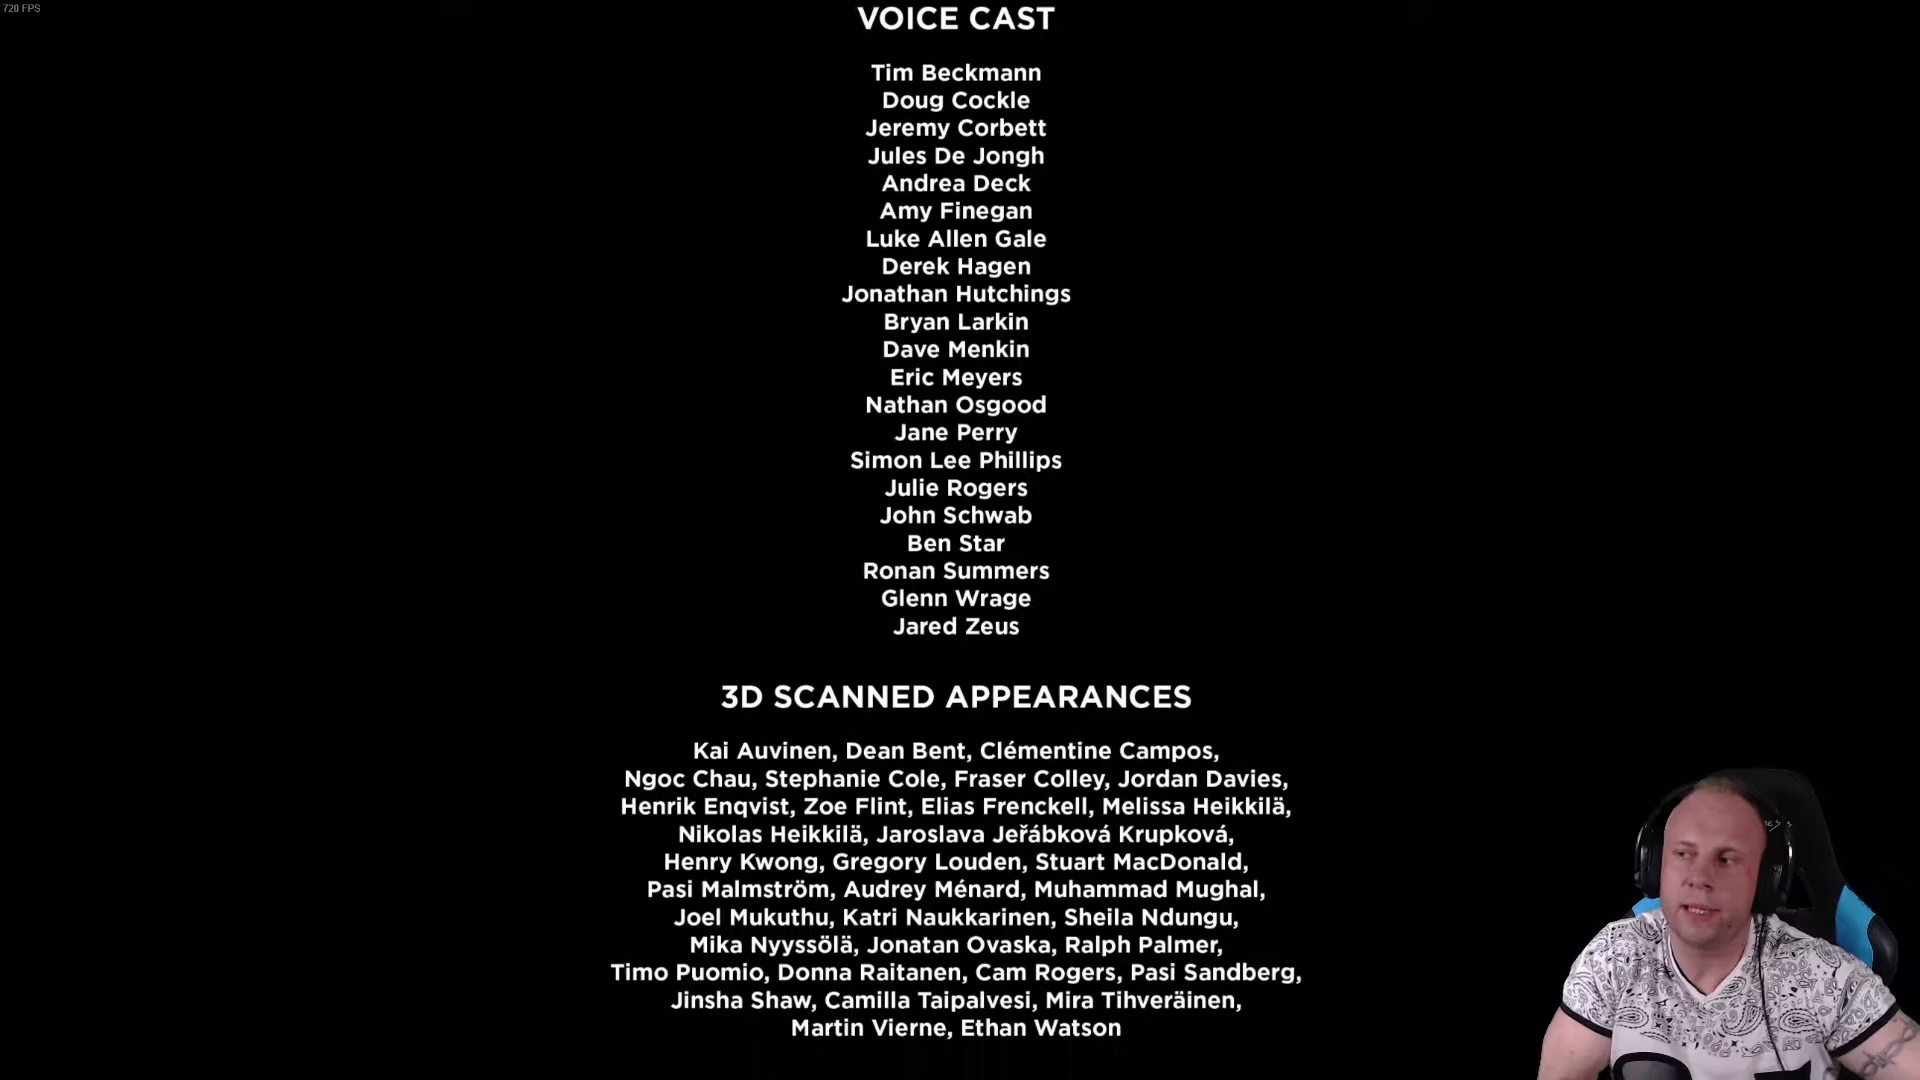 720 FPS
VOICE CAST
Tim Beckmann
Doug Cockle
Jeremy Corbett
Jules De Jongh
Andrea Deck
Amy Finegan
Luke Allen Gale
Derek Hagen
Jonathan Hutchings
Bryan Larkin
Dave Menkin
Eric Meyers
Nathan Osgood
Jane Perry
Simon Lee Phillips
Julie Rogers
John Schwab
Ben Star
Ronan Summers
Glenn Wrage
Jared Zeus
3D SCANNED APPEARANCES
Kai Auvinen, Dean Bent, Clémentine Campos,
Ngoc Chau, Stephanie Cole, Fraser Colley, Jordan Davies,
Henrik Enqvist, Zoe Flint, Elias Frenckell, Melissa Heikkilä,
Nikolas Heikkilä, Jaroslava Jeřábková Krupková,
Henry Kwong, Gregory Louden, Stuart MacDonald,
Pasi Malmström, Audrey Ménard, Muhammad Mughal,
Joel Mukuthu, Katri Naukkarinen, Sheila Ndungu,
Mika Nyyssölä, Jonatan Ovaska, Ralph Palmer,
Timo Puomio, Donna Raitanen, Cam Rogers, Pasi Sandberg,
Jinsha Shaw, Camilla Taipalvesi, Mira Tihveräinen,
Martin Vierne, Ethan Watson